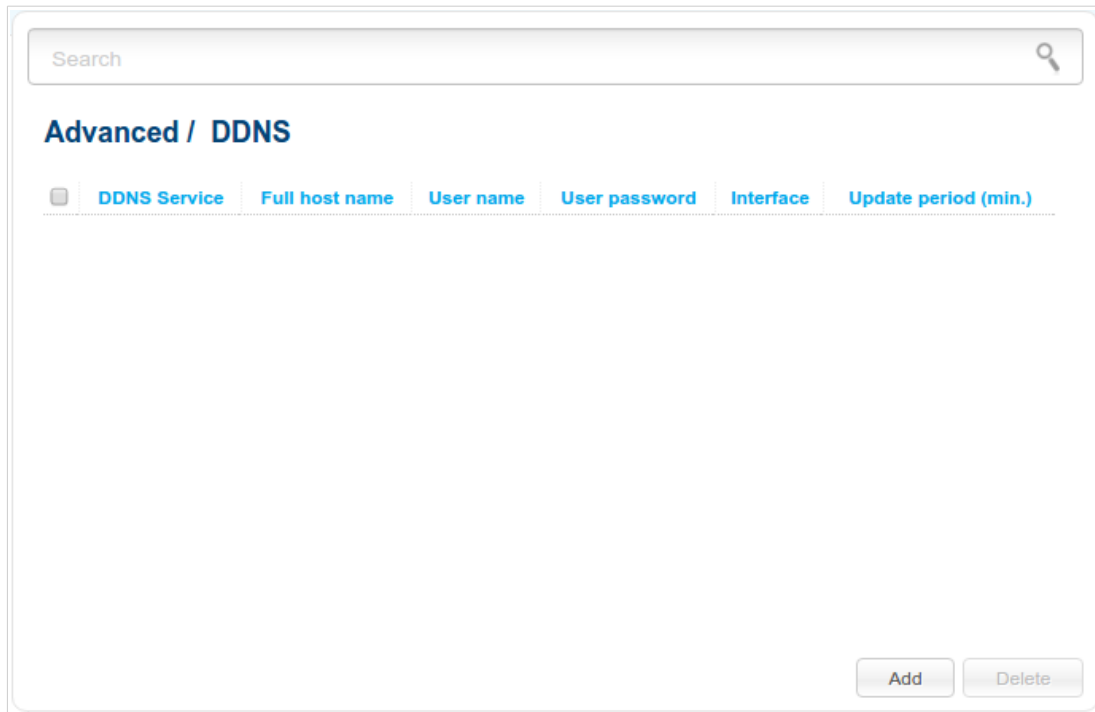 Search
Advanced / DDNS
DDNS Service Full host name User name User password Interface Update period (min.)
Add Delete